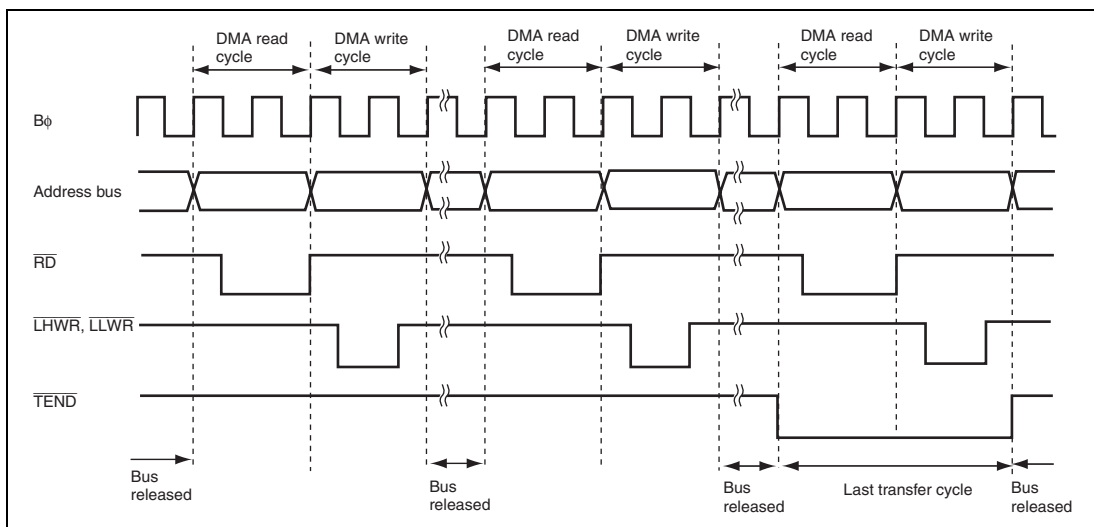 DMA read cycle
DMA write cycle
DMA read cycle
DMA write cycle
DMA read cycle
DMA write cycle
Bϕ
Address bus
RD
LHWR, LLWR
TEND
Bus released
Bus released
Bus released
Last transfer cycle
Bus released